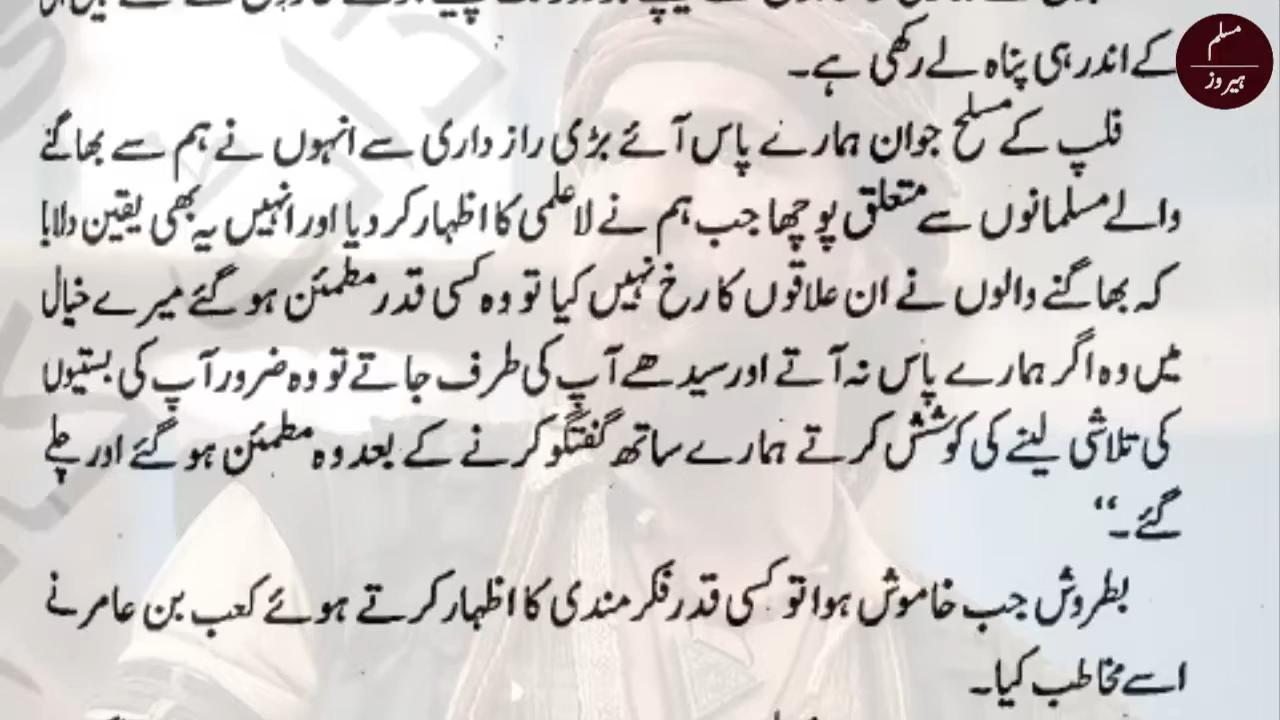 کے اندر ہی پناہ لے رکھی ہے۔
مسلم
ہیروز
فلپ کے مسلح جوان ہمارے پاس آئے بڑی راز داری سے انہوں نے ہم سے بھاگنے
والے مسلمانوں سے متعلق پوچھا جب ہم نے لاعلمی کا اظہار کر دیا اور انہیں یہ بھی یقین دلایا
کہ بھاگنے والوں نے ان علاقوں کا رخ نہیں کیا تو وہ کسی قدر مطمئن ہو گئے میرے خیال
میں وہ اگر ہمارے پاس نہ آتے اور سیدھے آپ کی طرف جاتے تو وہ ضرور آپ کی بستیوں
کی تلاشی لینے کی کوشش کرتے ہمارے ساتھ گفتگو کرنے کے بعد وہ مطمئن ہو گئے اور چلے
گئے۔“
بطروش جب خاموش ہوا تو کسی قدر فکر مندی کا اظہار کرتے ہوئے کعب بن عامر نے
اسے مخاطب کیا۔